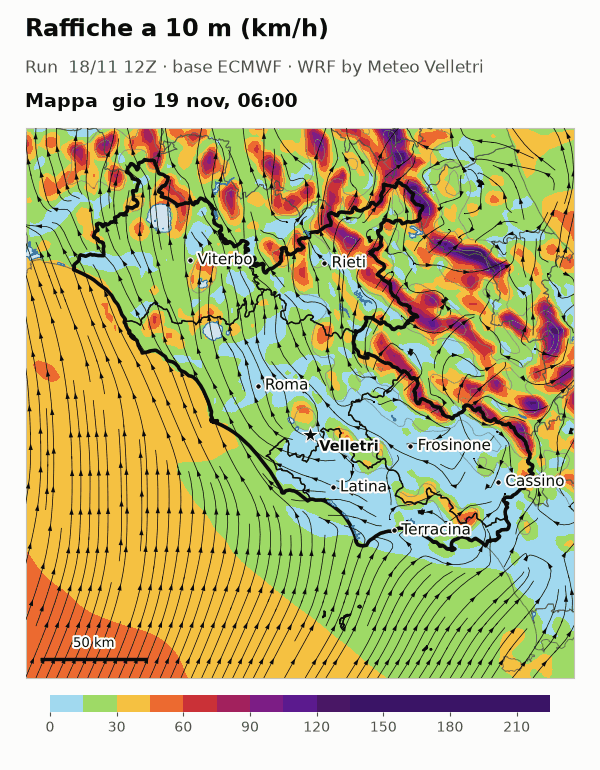 Raffiche a 10 m (km/h)
Run  18/11 12Z · base ECMWF · WRF by Meteo Velletri
Mappa  gio 19 nov, 06:00
Viterbo
Rieti
Roma
Velletri
Frosinone
Latina
Cassino
Terracina
50 km
0 30 60 90 120 150 180 210